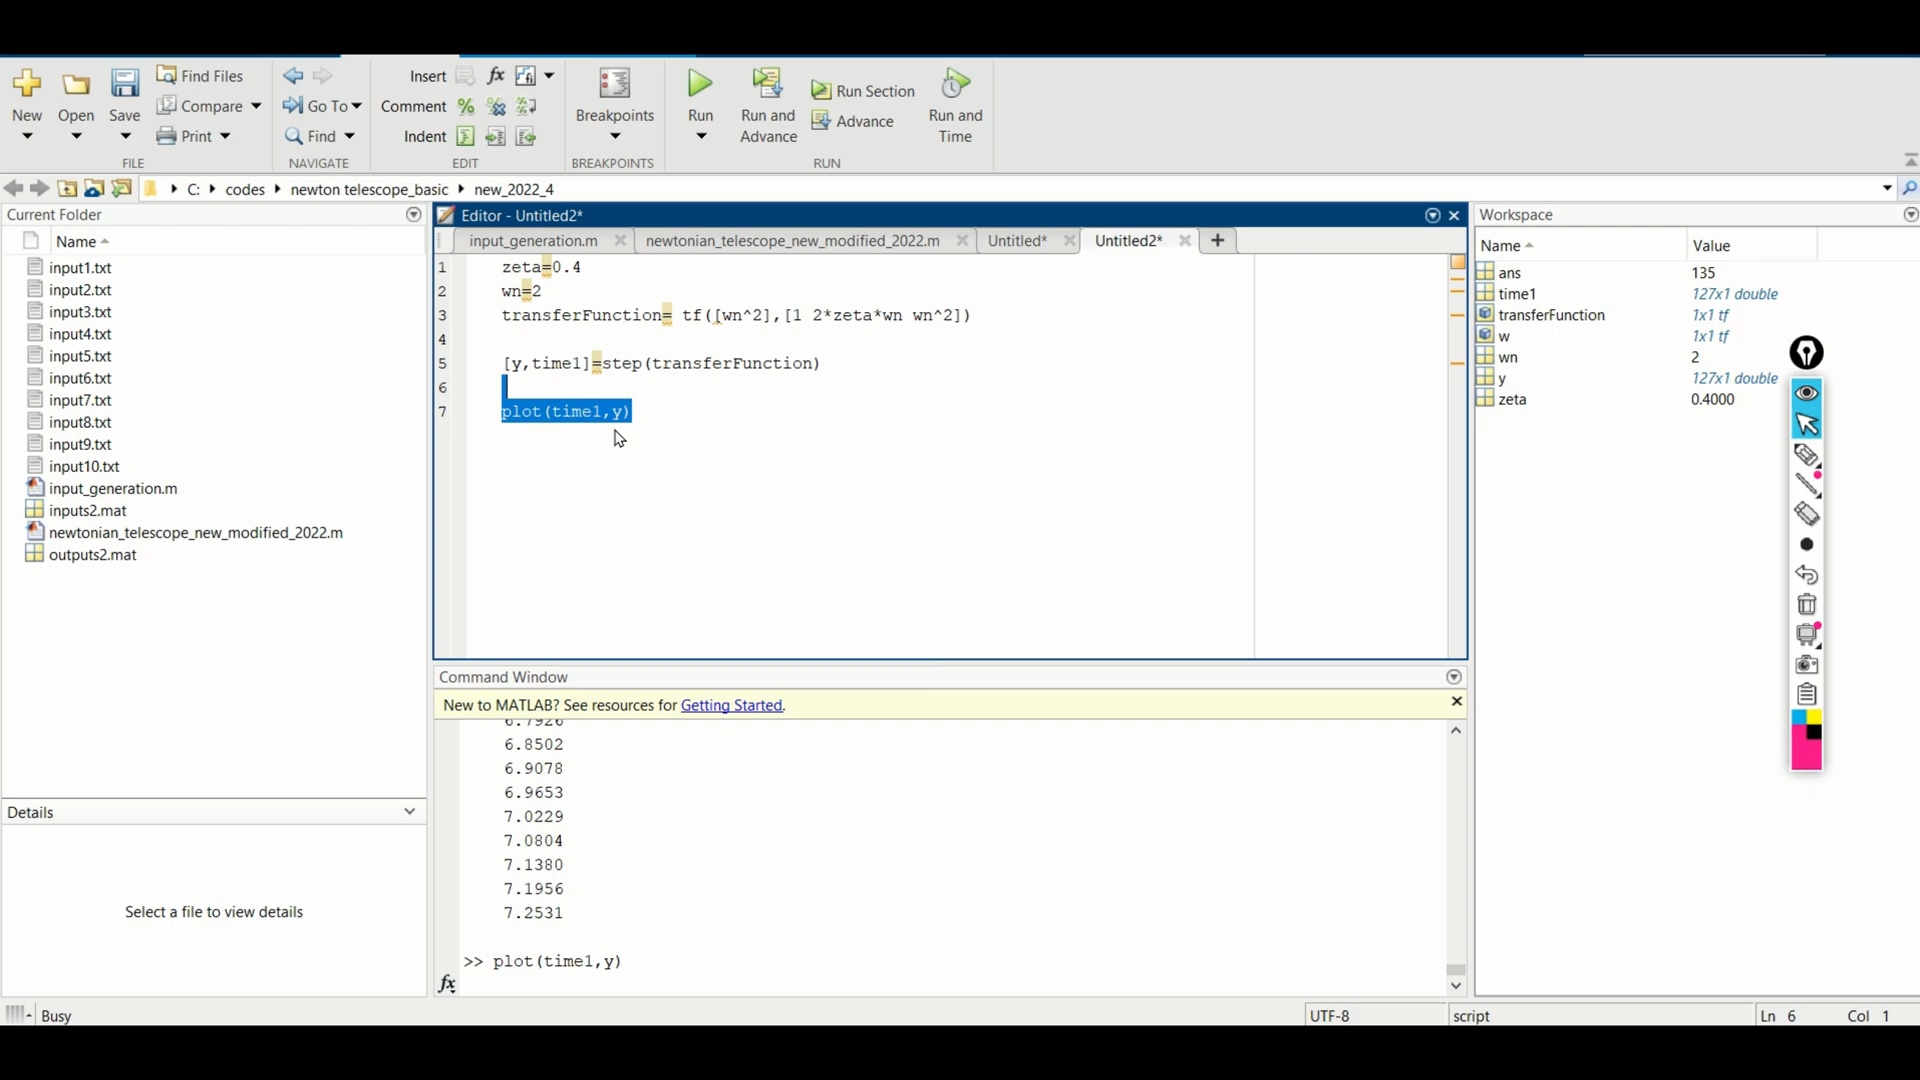 New
Open
Save
Find Files
Compare
Print
FILE
Go To
Find
NAVIGATE
Insert
fx
Comment
Indent
EDIT
Breakpoints
BREAKPOINTS
Run
Run and
Advance
Run Section
Advance
Run and
Time
RUN
C:
codes
newton telescope_basic
new_2022_4
Current Folder
Name
input1.txt
input2.txt
input3.txt
input4.txt
input5.txt
input6.txt
input7.txt
input8.txt
input9.txt
input10.txt
input_generation.m
inputs2.mat
newtonian_telescope_new_modified_2022.m
outputs2.mat
Details
Select a file to view details
Editor - Untitled2*
input_generation.m
newtonian_telescope_new_modified_2022.m
Untitled*
Untitled2*
1 zeta=0.4
2 wn=2
3 transferFunction= tf([wn^2],[1 2*zeta*wn wn^2])
4
5 [y,time1]=step(transferFunction)
6
7 plot(time1,y)
Command Window
New to MATLAB? See resources for Getting Started.
6.7926
6.8502
6.9078
6.9653
7.0229
7.0804
7.1380
7.1956
7.2531
>> plot(time1,y)
fx
Workspace
Name Value
ans 135
time1 127x1 double
transferFunction 1x1 tf
w 1x1 tf
wn 2
y 127x1 double
zeta 0.4000
Busy
UTF-8
script
Ln 6 Col 1